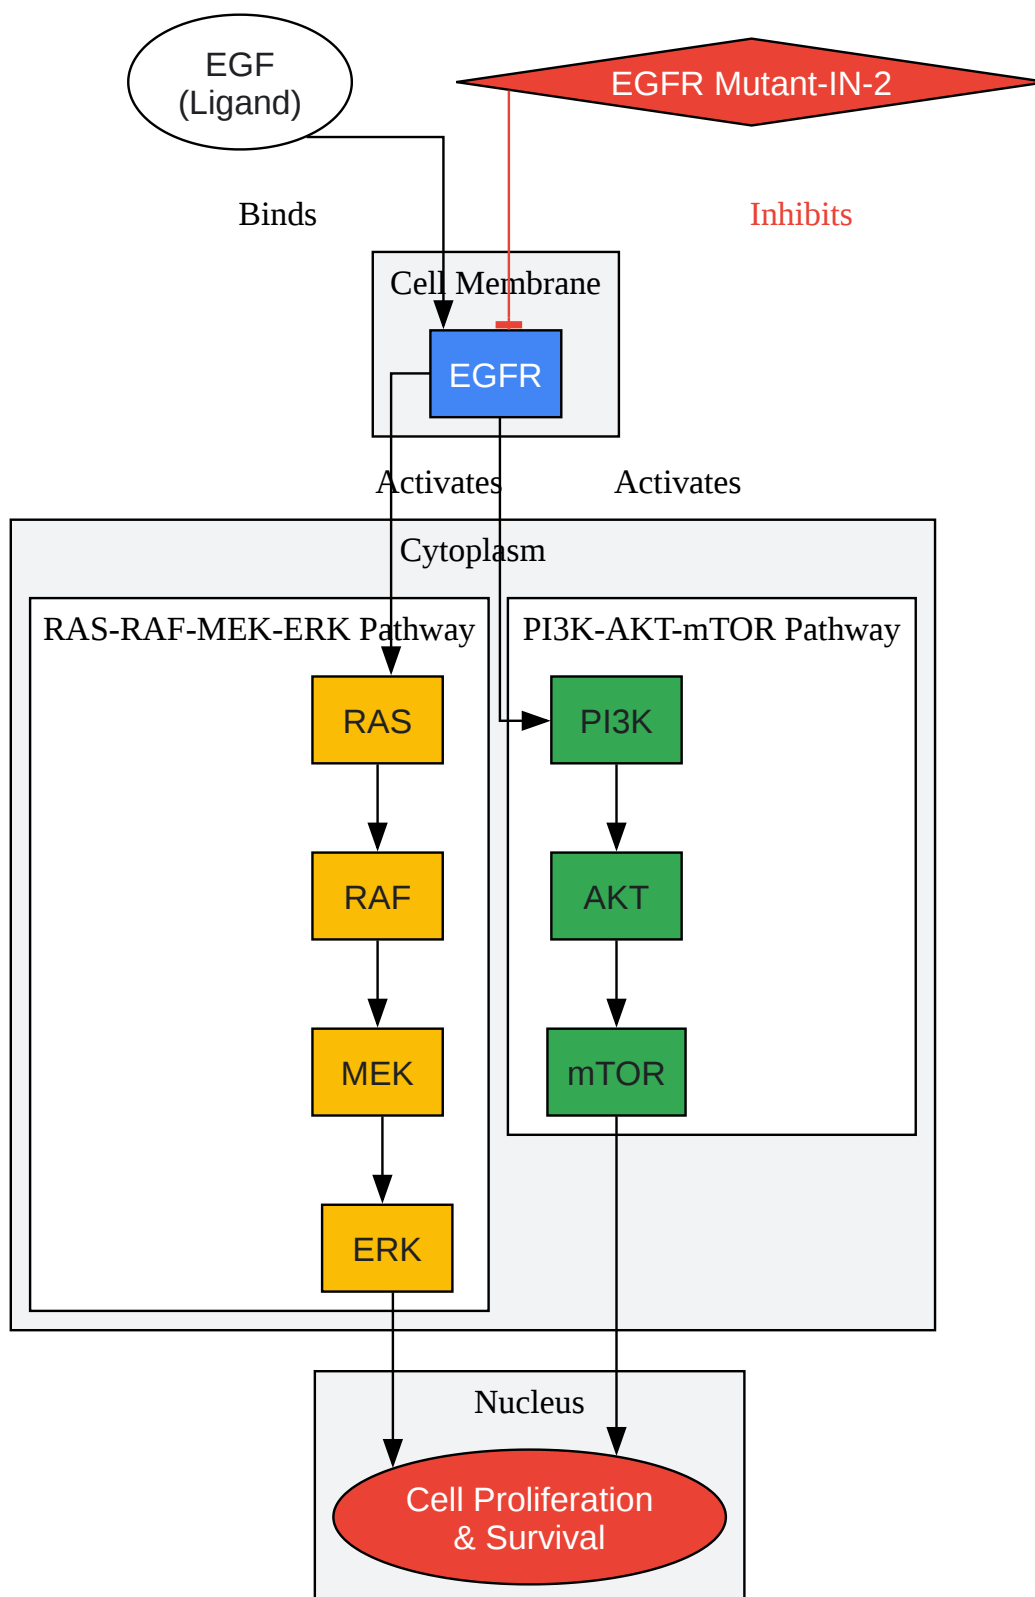 EGF
(Ligand)
EGFR Mutant-IN-2
Binds
Inhibits
Cell Membrane
EGFR
Activates
Activates
Cytoplasm
RAS-RAF-MEK-ERK Pathway
PI3K-AKT-mTOR Pathway
RAS
PI3K
RAF
AKT
MEK
mTOR
ERK
Nucleus
Cell Proliferation
& Survival